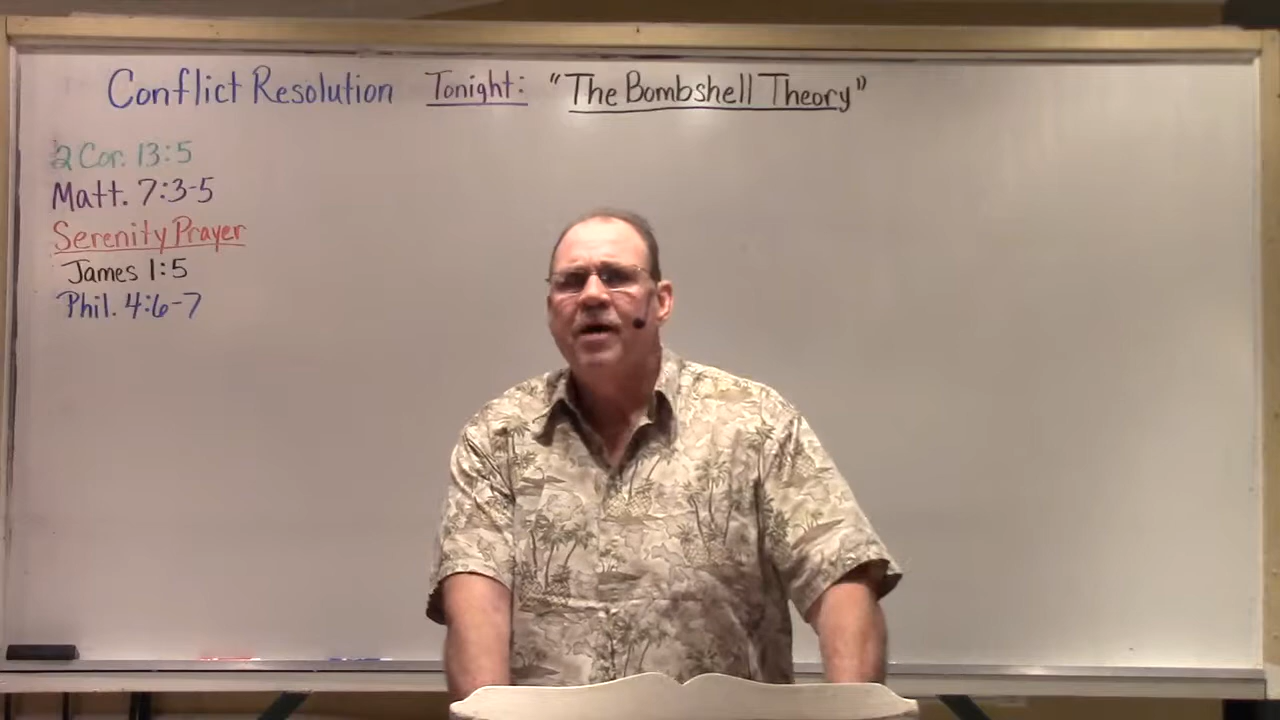 Conflict Resolution Tonight: "The Bombshell Theory"
2 Cor. 13:5
Matt. 7:3-5
Serenity Prayer
James 1:5
Phil. 4:6-7